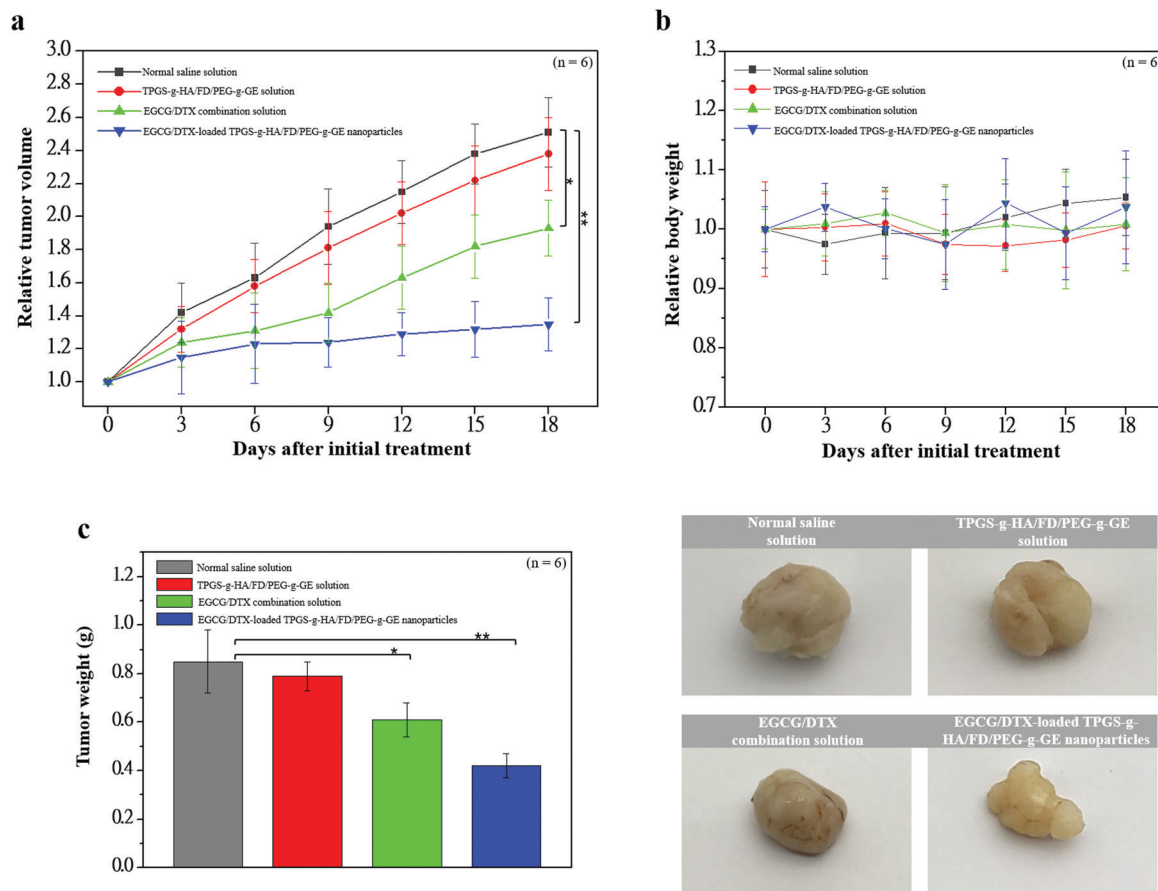 a
3.0
2.8
2.6
2.4
2.2
2.0
1.8
1.6
1.4
1.2
1.0
Relative tumor volume
(n = 6)
Normal saline solution
TPGS-g-HA/FD/PEG-g-GE solution
EGCG/DTX combination solution
EGCG/DTX-loaded TPGS-g-HA/FD/PEG-g-GE nanoparticles
*
**
0 3 6 9 12 15 18
Days after initial treatment
b
1.3
1.2
1.1
1.0
0.9
0.8
0.7
Relative body weight
(n = 6
Normal saline solution
TPGS-g-HA/FD/PEG-g-GE solution
EGCG/DTX combination solution
EGCG/DTX-loaded TPGS-g-HA/FD/PEG-g-GE nanoparticles
0 3 6 9 12 15 18
Days after initial treatment
c
1.2
1.0
0.8
0.6
0.4
0.2
0.0
Tumor weight (g)
(n = 6)
Normal saline solution
TPGS-g-HA/FD/PEG-g-GE solution
EGCG/DTX combination solution
EGCG/DTX-loaded TPGS-g-HA/FD/PEG-g-GE nanoparticles
*
**
Normal saline
solution
TPGS-g-HA/FD/PEG-g-GE
solution
EGCG/DTX
combination solution
EGCG/DTX-loaded TPGS-g-
HA/FD/PEG-g-GE nanoparticles